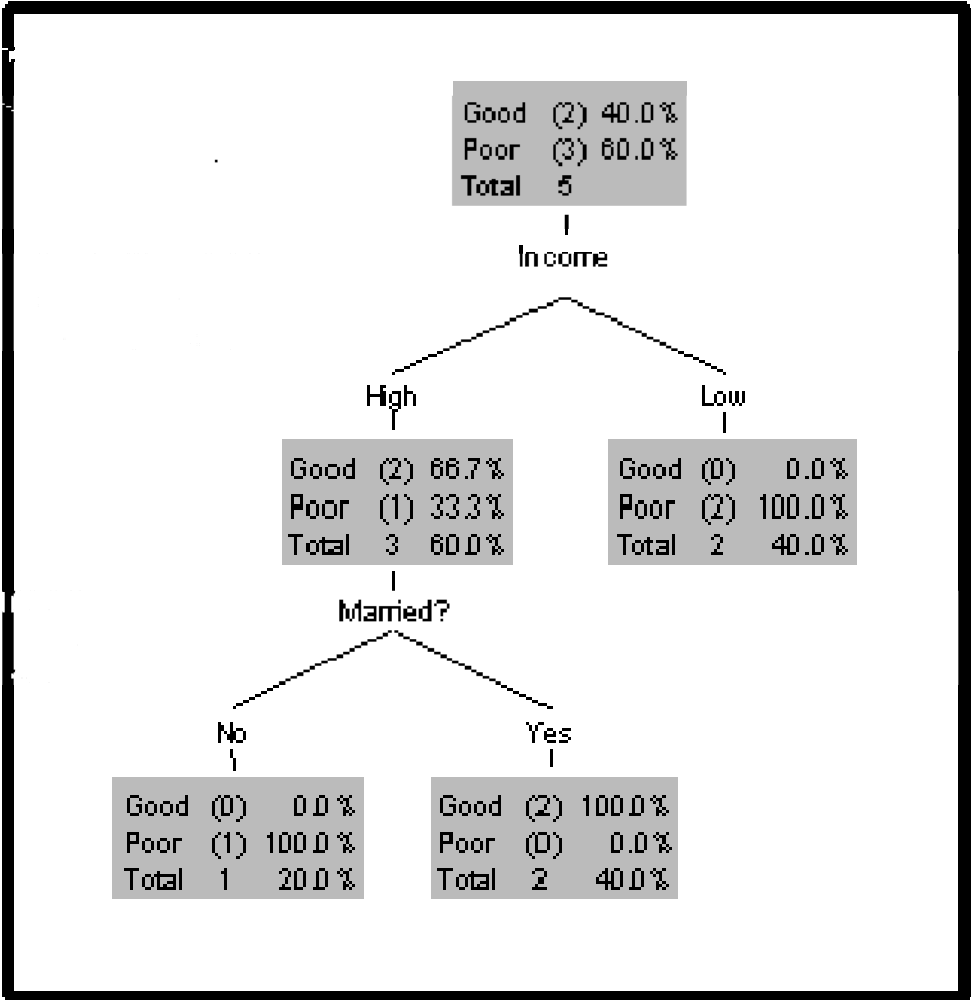 Good (2) 40.0%
Poor (3) 60.0%
Total 5
Income
High
Low
Good (2) 66.7%
Poor (1) 33.3%
Total 3 60.0%
Good (0) 0.0%
Poor (2) 100.0%
Total 2 40.0%
Married?
No
Yes
Good (0) 0.0%
Poor (1) 100.0%
Total 1 20.0%
Good (2) 100.0%
Poor (0) 0.0%
Total 2 40.0%